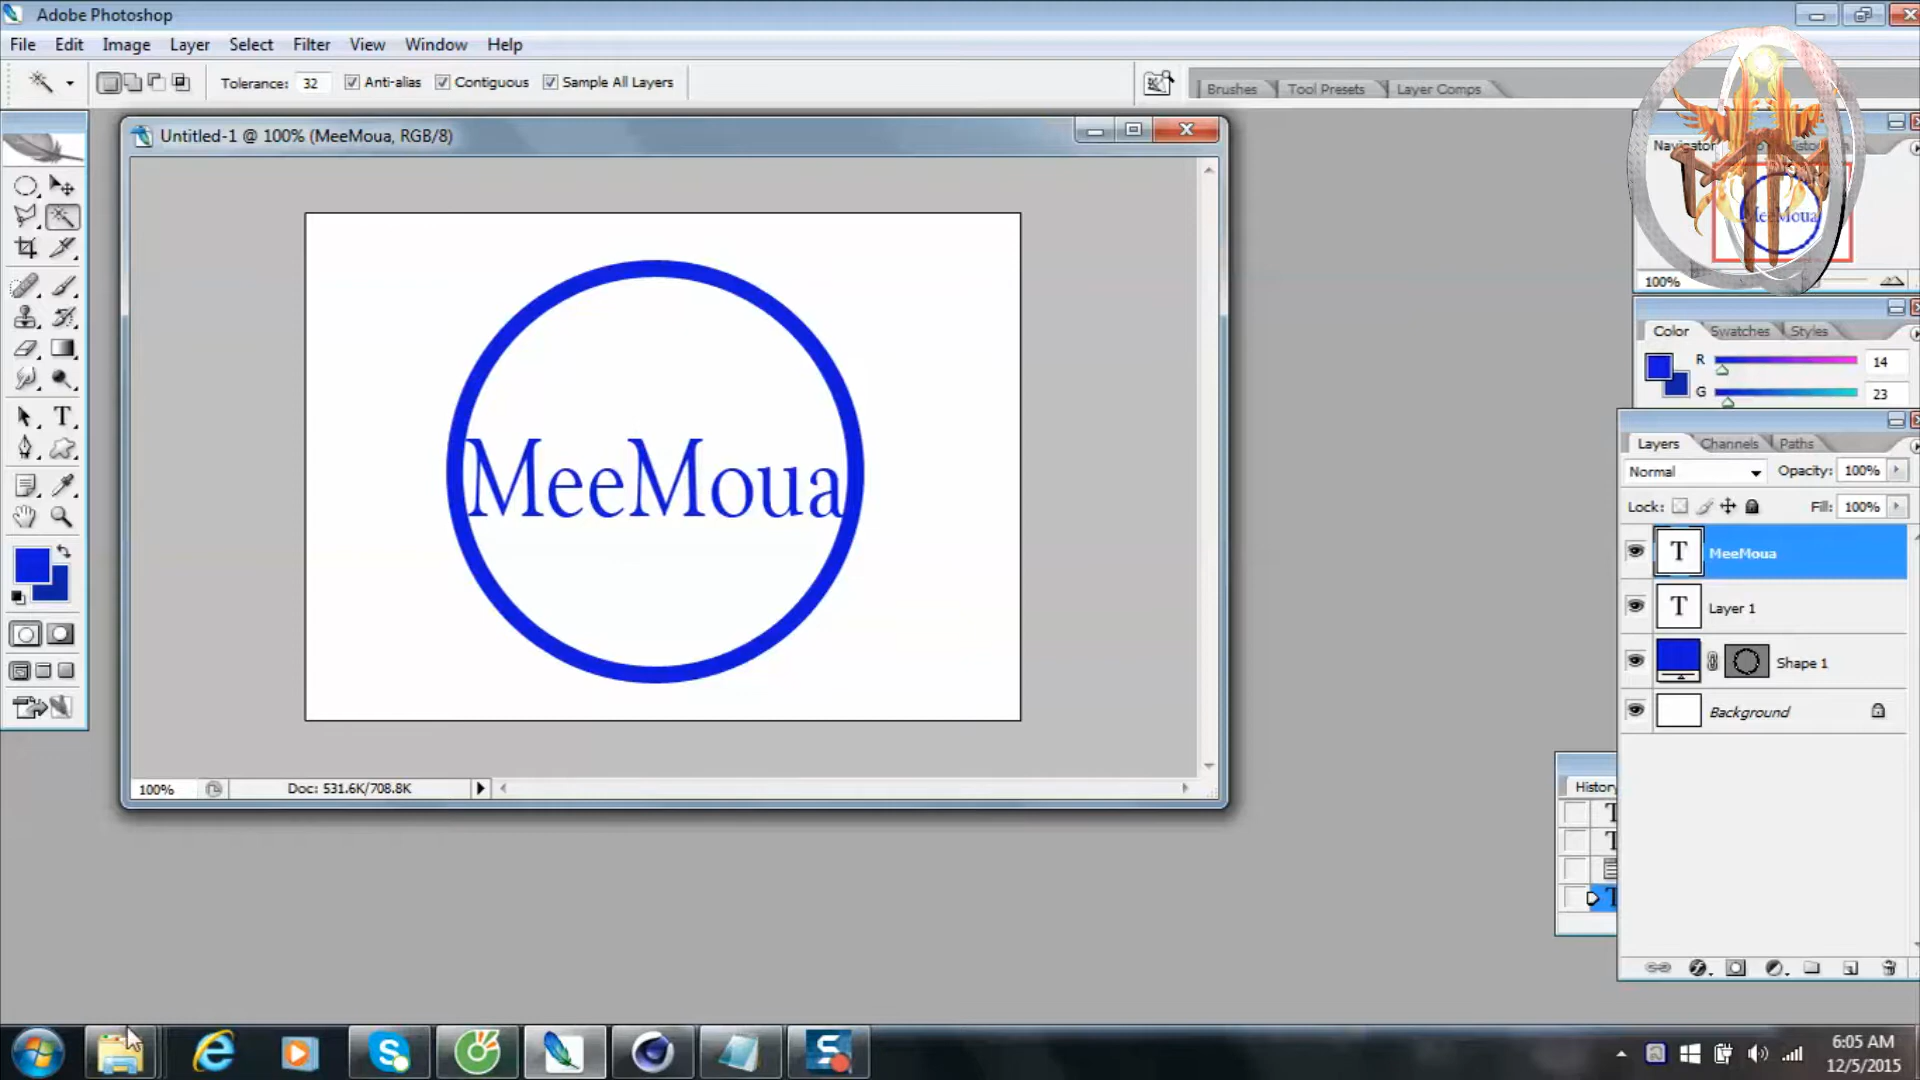 Adobe Photoshop
File Edit Image Layer Select Filter View Window Help
Tolerance: 32 Anti-alias Contiguous Sample All Layers
Brushes Tool Presets Layer Comps
Untitled-1 @ 100% (MeeMoua, RGB/8)
Navigator
MeeMoua
100%
Color Swatches Styles
R 14
G 23
MeeMoua
Layers Channels Paths
Normal Opacity: 100%
Lock: Fill: 100%
T MeeMoua
T Layer 1
Shape 1
Background
100% Doc: 531.6K/708.8K
History
6:05 AM
12/5/2015